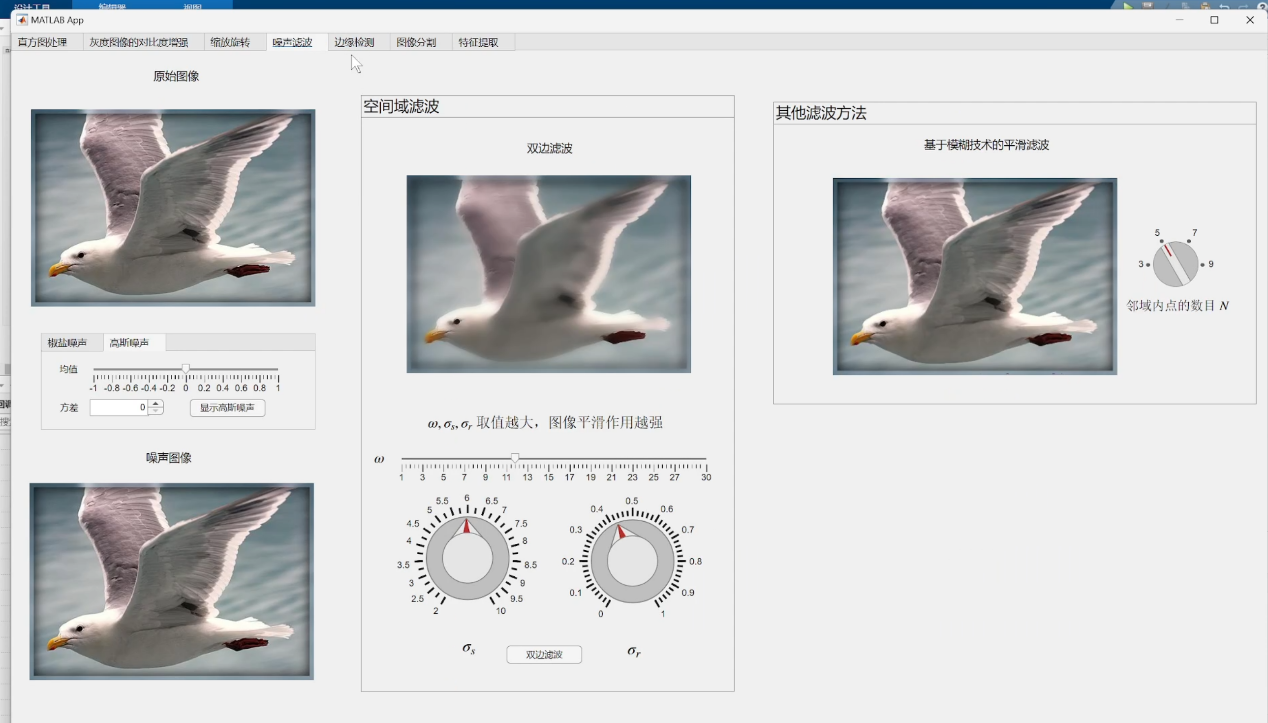 设计工具 编辑器 视图
MATLAB App
直方图处理 灰度图像的对比度增强 缩放旋转 噪声滤波 边缘检测 图像分割 特征提取
原始图像
椒盐噪声 高斯噪声
均值
-1 -0.8 -0.6 -0.4 -0.2 0 0.2 0.4 0.6 0.8 1
方差 0 显示高斯噪声
噪声图像
空间域滤波
双边滤波
ω, σs, σr 取值越大，图像平滑作用越强
ω
1 3 5 7 9 11 13 15 17 19 21 23 25 27 30
2 2.5 3 3.5 4 4.5 5 5.5 6 6.5 7 7.5 8 8.5 9 9.5 10
0 0.1 0.2 0.3 0.4 0.5 0.6 0.7 0.8 0.9 1
σs 双边滤波 σr
其他滤波方法
基于模糊技术的平滑滤波
3 5 7 9
邻域内点的数目 N